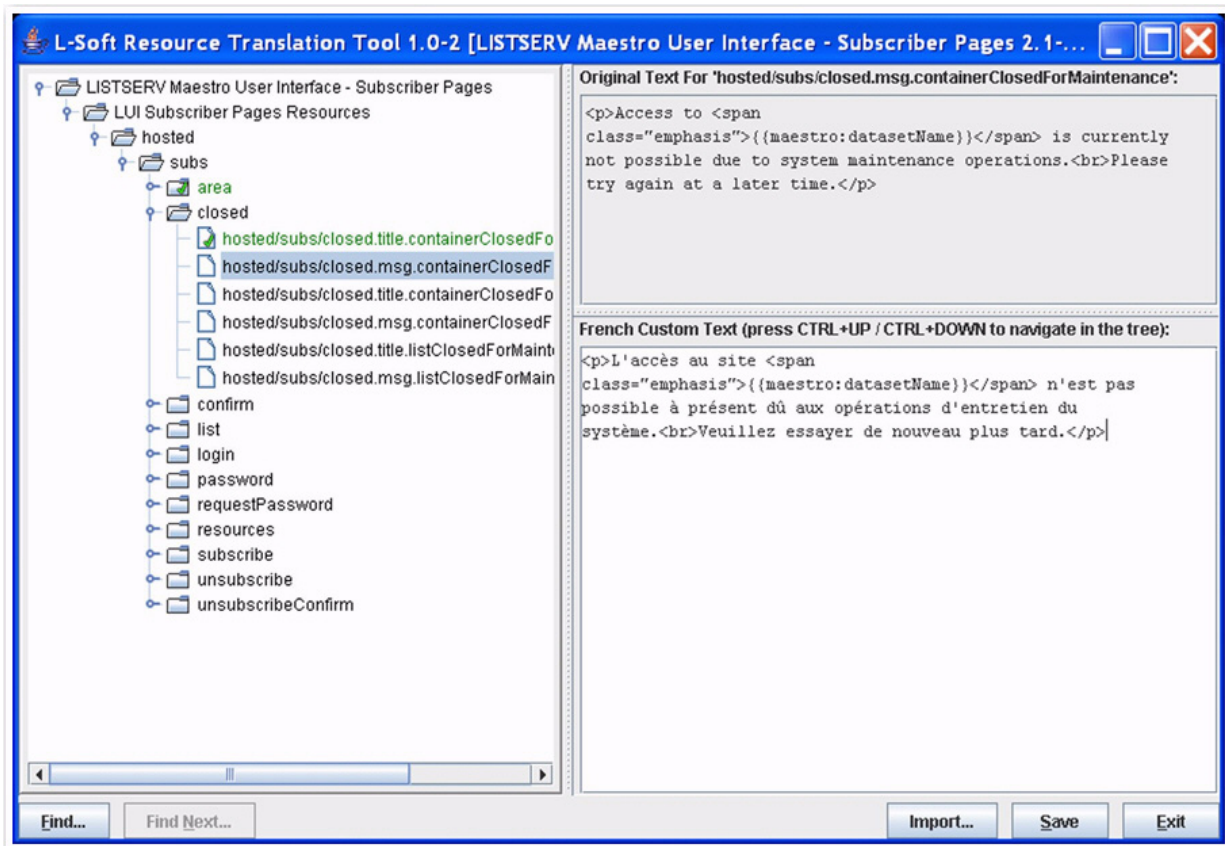 L-Soft Resource Translation Tool 1.0-2 [LISTSERV Maestro User Interface - Subscriber Pages 2.1-...
LISTSERV Maestro User Interface - Subscriber Pages
LUI Subscriber Pages Resources
hosted
subs
area
closed
hosted/subs/closed.title.containerClosedFo
hosted/subs/closed.msg.containerClosedF
hosted/subs/closed.title.containerClosedFo
hosted/subs/closed.msg.containerClosedF
hosted/subs/closed.title.listClosedForMainte
hosted/subs/closed.msg.listClosedForMain
confirm
list
login
password
requestPassword
resources
subscribe
unsubscribe
unsubscribeConfirm
Original Text For 'hosted/subs/closed.msg.containerClosedForMaintenance':
<p>Access to <span
class="emphasis">{{maestro:datasetName}}</span> is currently
not possible due to system maintenance operations.<br>Please
try again at a later time.</p>
French Custom Text (press CTRL+UP / CTRL+DOWN to navigate in the tree):
<p>L'accès au site <span
class="emphasis">{{maestro:datasetName}}</span> n'est pas
possible à présent dû aux opérations d'entretien du
système.<br>Veuillez essayer de nouveau plus tard.</p>
Find...
Find Next...
Import...
Save
Exit